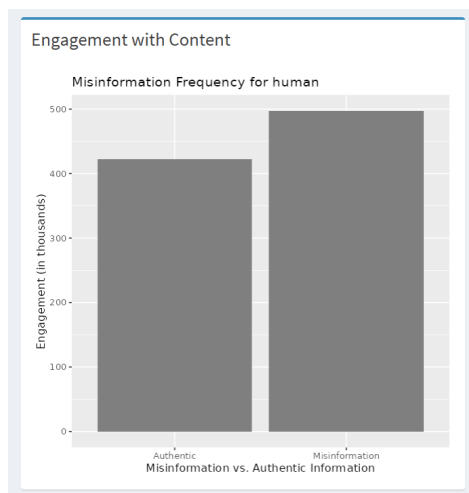 Engagement with Content
Misinformation Frequency for human
Engagement (in thousands)
500
400
300
200
100
0
Authentic
Misinformation
Misinformation vs. Authentic Information